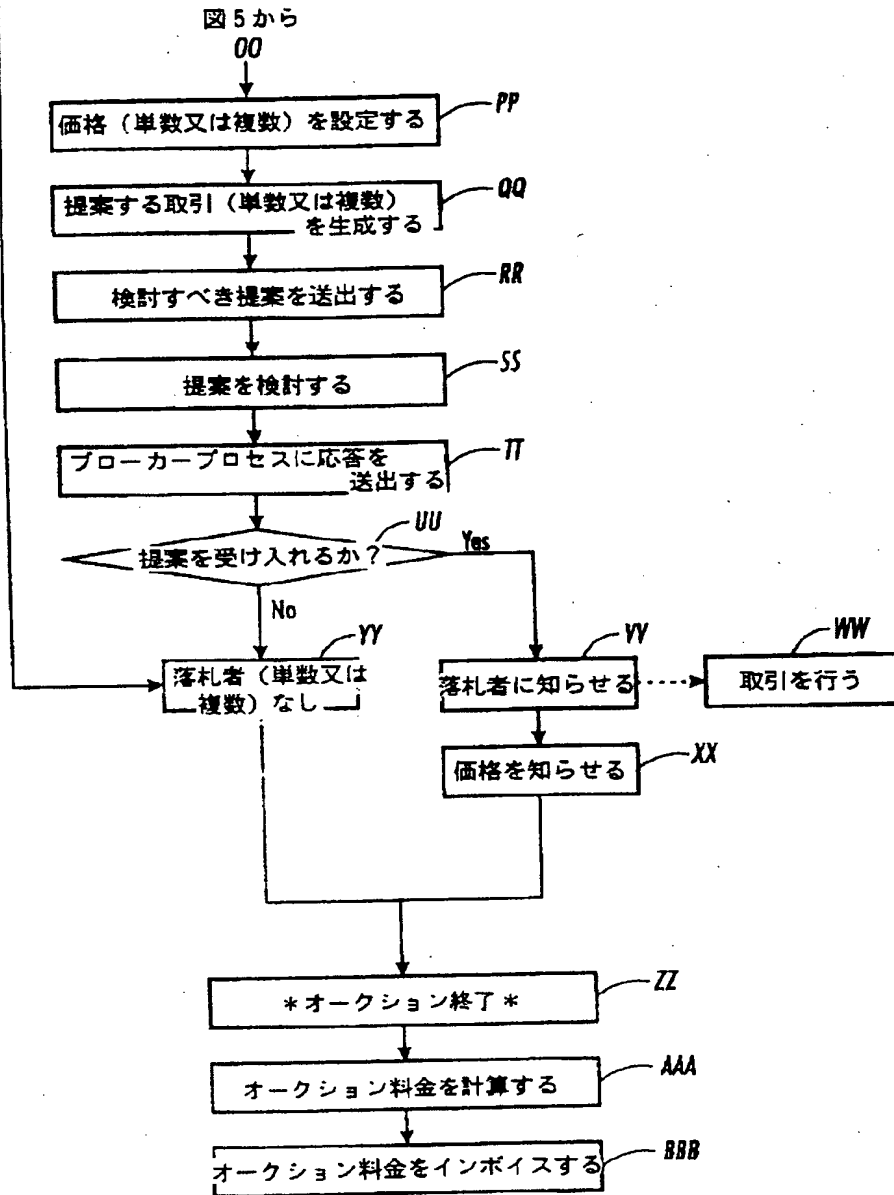 図5から
OO
価格（単数又は複数）を設定する
PP
提案する取引（単数又は複数）
を生成する
QQ
検討すべき提案を送出する
RR
提案を検討する
SS
ブローカープロセスに応答を
送出する
TT
提案を受け入れるか？
UU
Yes
No
落札者（単数又は
複数）なし
YY
落札者に知らせる
VV
取引を行う
WW
価格を知らせる
XX
＊オークション終了＊
ZZ
オークション料金を計算する
AAA
オークション料金をインボイスする
BBB